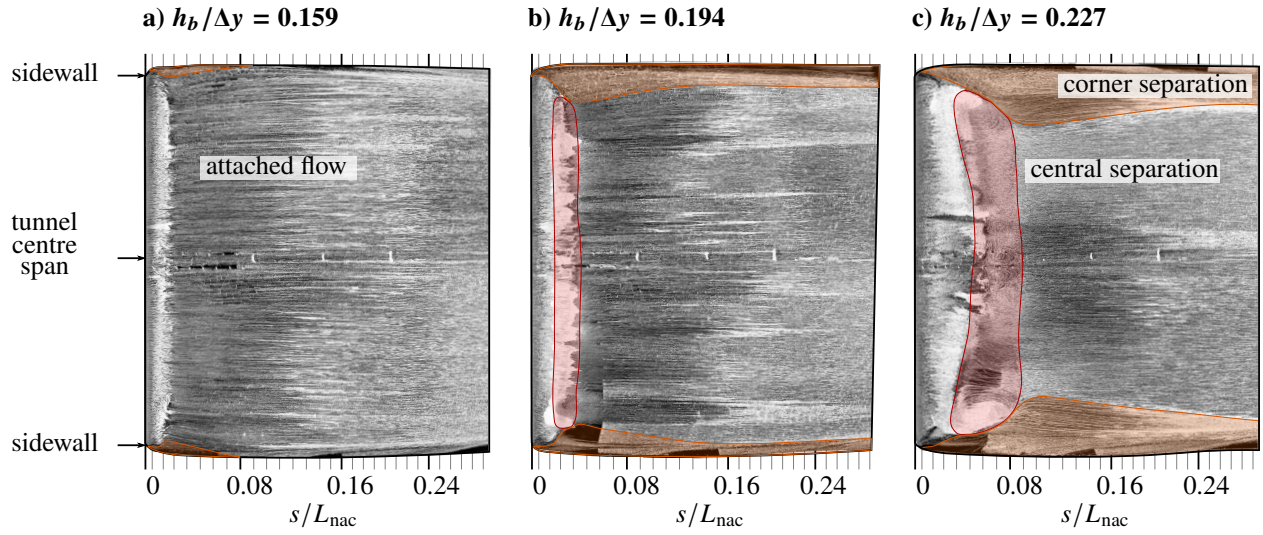 a) h_b/Δy = 0.159
b) h_b/Δy = 0.194
c) h_b/Δy = 0.227
sidewall
corner separation
attached flow
central separation
tunnel
centre
span
sidewall
0 0.08 0.16 0.24
0 0.08 0.16 0.24
0 0.08 0.16 0.24
s/L_nac
s/L_nac
s/L_nac